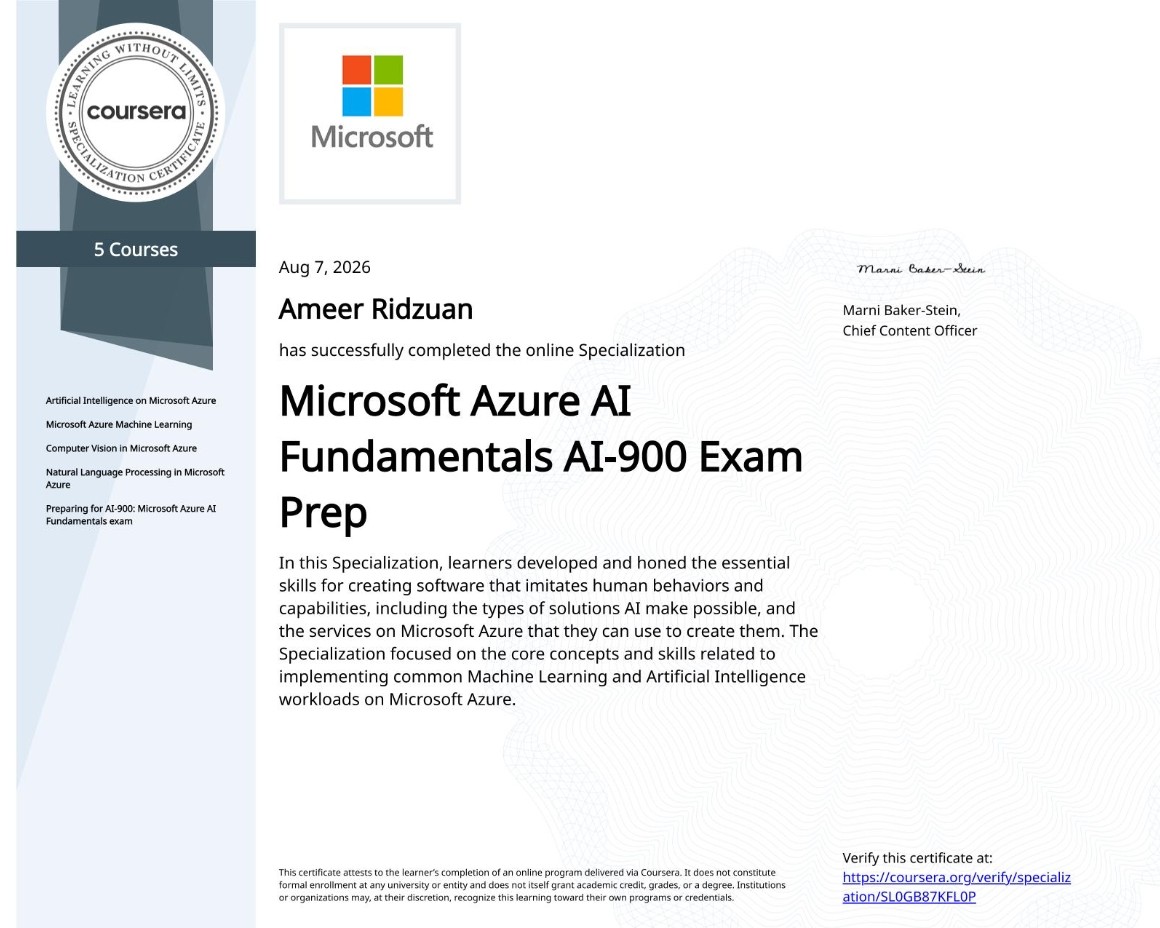 LEARNING WITHOUT LIMITS
coursera
SPECIALIZATION CERTIFICATE
5 Courses
Artificial Intelligence on Microsoft Azure
Microsoft Azure Machine Learning
Computer Vision in Microsoft Azure
Natural Language Processing in Microsoft
Azure
Preparing for AI-900: Microsoft Azure AI
Fundamentals exam
Microsoft
Aug 7, 2026
Ameer Ridzuan
has successfully completed the online Specialization
Microsoft Azure AI
Fundamentals AI-900 Exam
Prep
In this Specialization, learners developed and honed the essential
skills for creating software that imitates human behaviors and
capabilities, including the types of solutions AI make possible, and
the services on Microsoft Azure that they can use to create them. The
Specialization focused on the core concepts and skills related to
implementing common Machine Learning and Artificial Intelligence
workloads on Microsoft Azure.
Marni Baker-Stein
Marni Baker-Stein,
Chief Content Officer
This certificate attests to the learner's completion of an online program delivered via Coursera. It does not constitute
formal enrollment at any university or entity and does not itself grant academic credit, grades, or a degree. Institutions
or organizations may, at their discretion, recognize this learning toward their own programs or credentials.
Verify this certificate at:
https://coursera.org/verify/specializ
ation/SL0GB87KFL0P